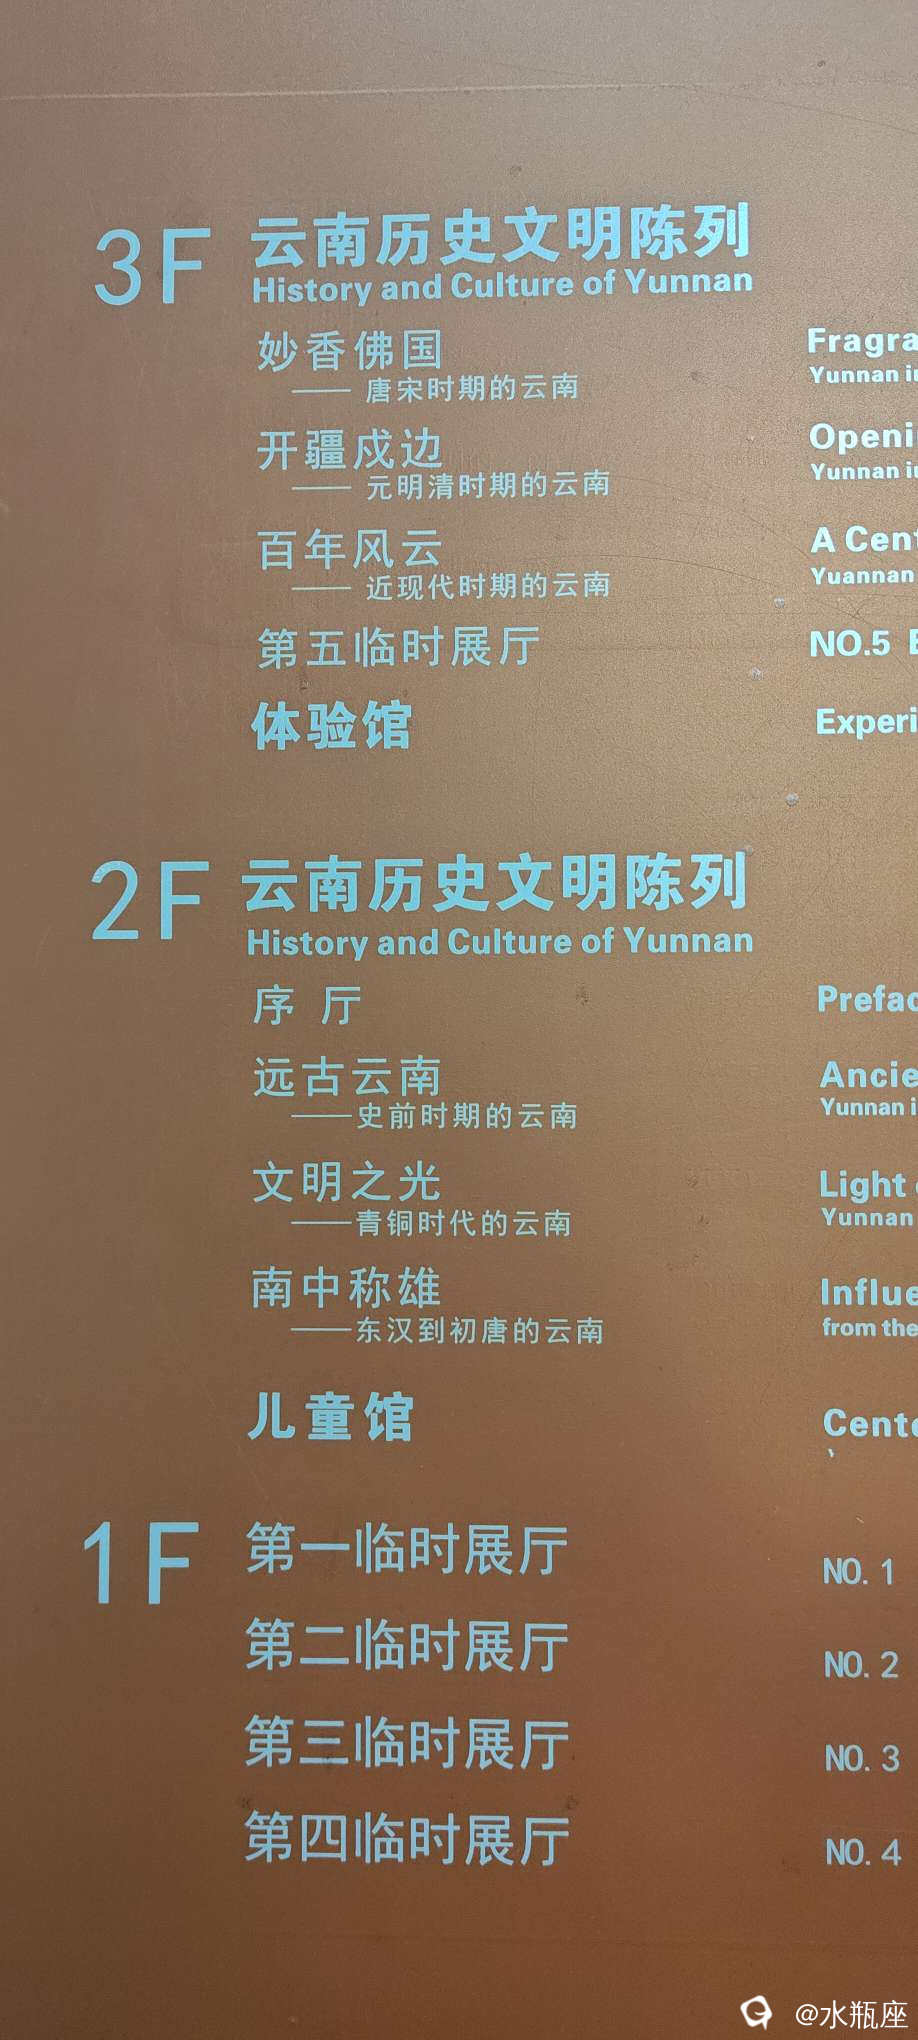 3F 云南历史文明陈列
History and Culture of Yunnan
妙香佛国 Fragra
——唐宋时期的云南 Yunnan in
开疆戍边 Openi
——元明清时期的云南 Yunnan in
百年风云 A Cent
——近现代时期的云南 Yuannan
第五临时展厅 NO.5 E
体验馆 Experi
2F 云南历史文明陈列
History and Culture of Yunnan
序 厅 Prefac
远古云南 Ancie
——史前时期的云南 Yunnan i
文明之光 Light
——青铜时代的云南 Yunnan
南中称雄 Influe
——东汉到初唐的云南 from the
儿童馆 Cente
1F 第一临时展厅 NO. 1
第二临时展厅 NO. 2
第三临时展厅 NO. 3
第四临时展厅 NO. 4
@水瓶座